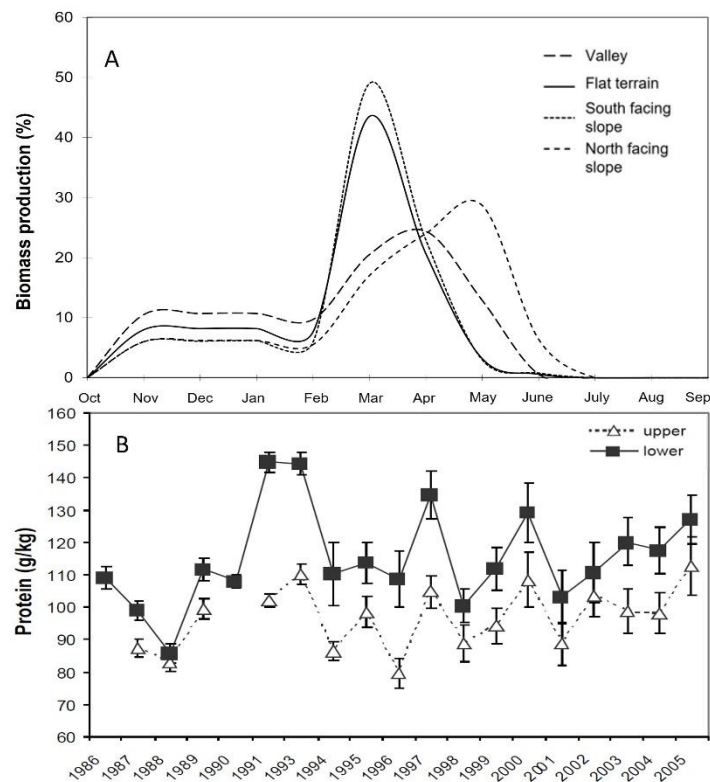 60
50
40
30
20
10
0
Biomass production (%)
A
Valley
Flat terrain
South facing
slope
North facing
slope
Oct Nov Dec Jan Feb Mar Apr May June July Aug Sep
160
150
140
130
120
110
100
90
80
70
60
Protein (g/kg)
B
upper
lower
1986 1987 1988 1989 1990 1991 1993 1994 1995 1996 1997 1998 1999 2000 2001 2002 2003 2004 2005